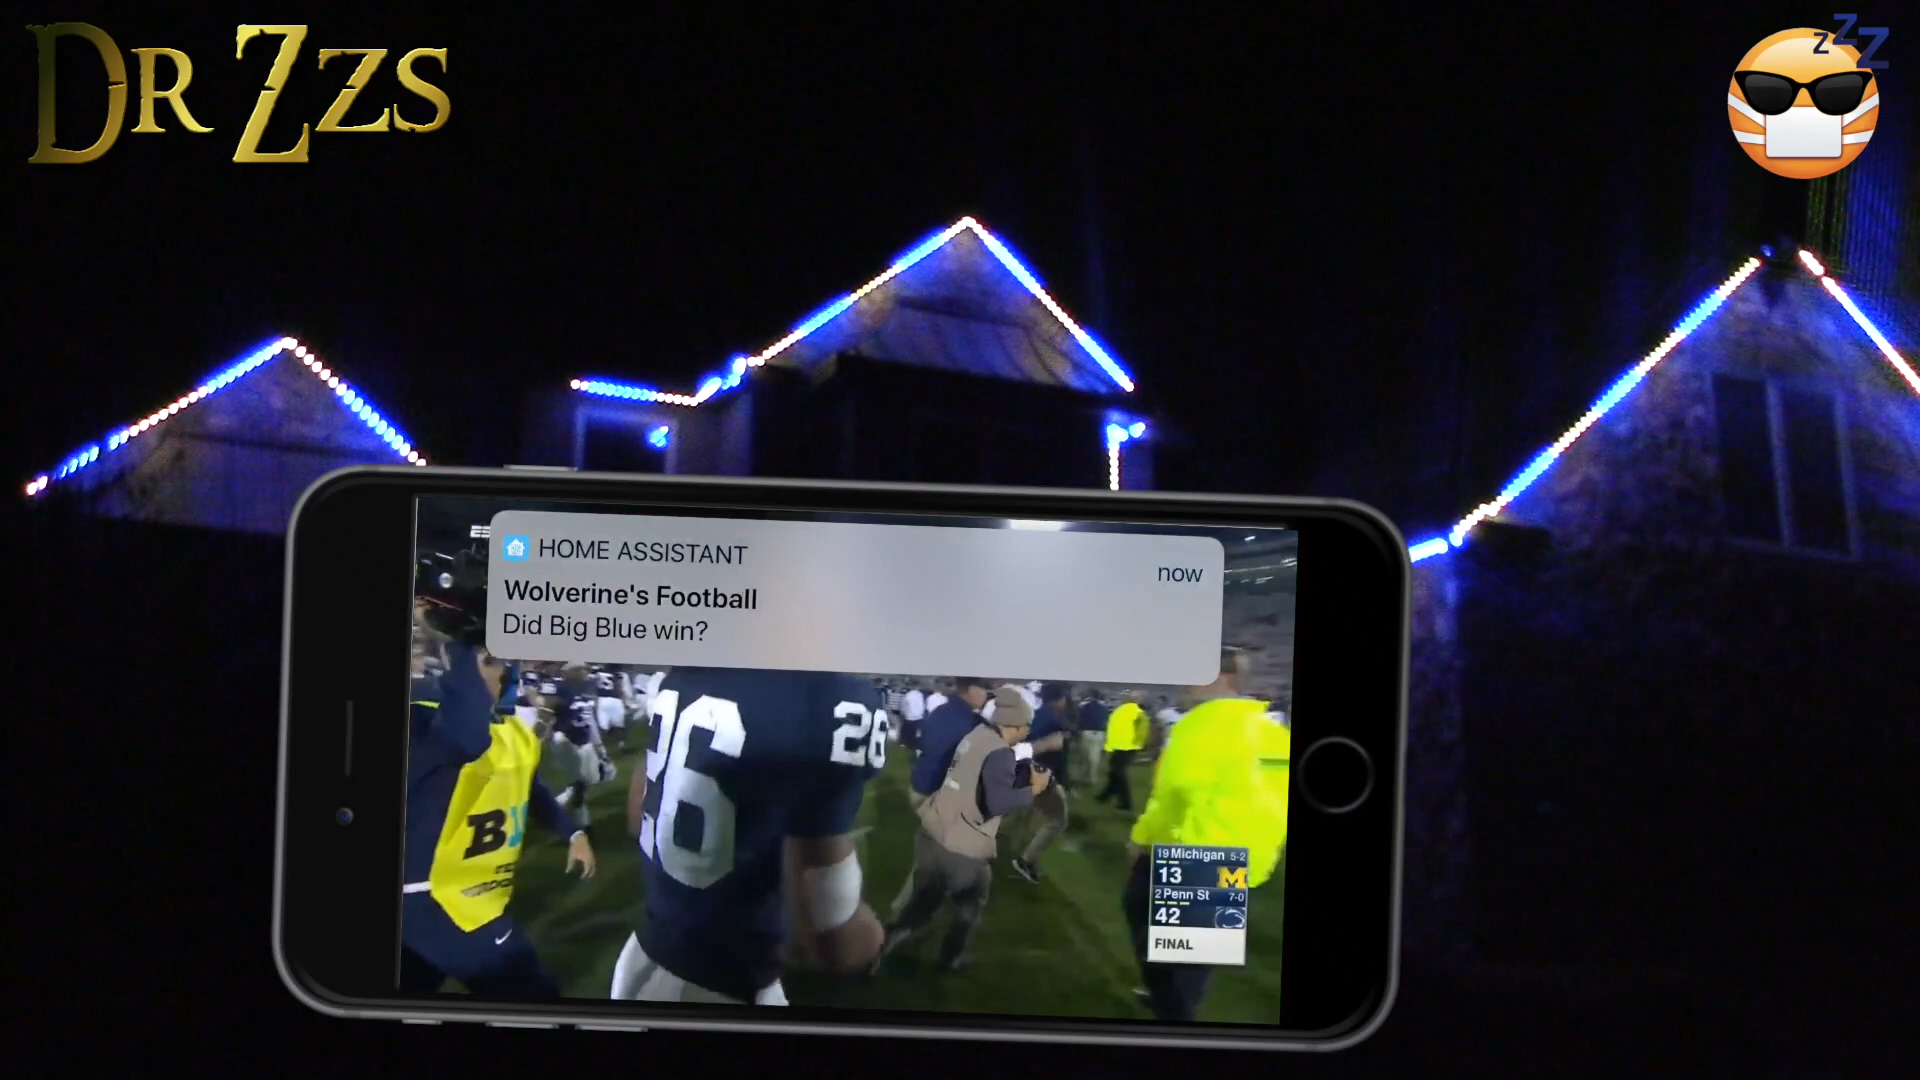 DR ZZS
zZZ
HOME ASSISTANT
now
Wolverine's Football
Did Big Blue win?
26
26
19 Michigan 5-2
13
M
2 Penn St 7-0
42
FINAL